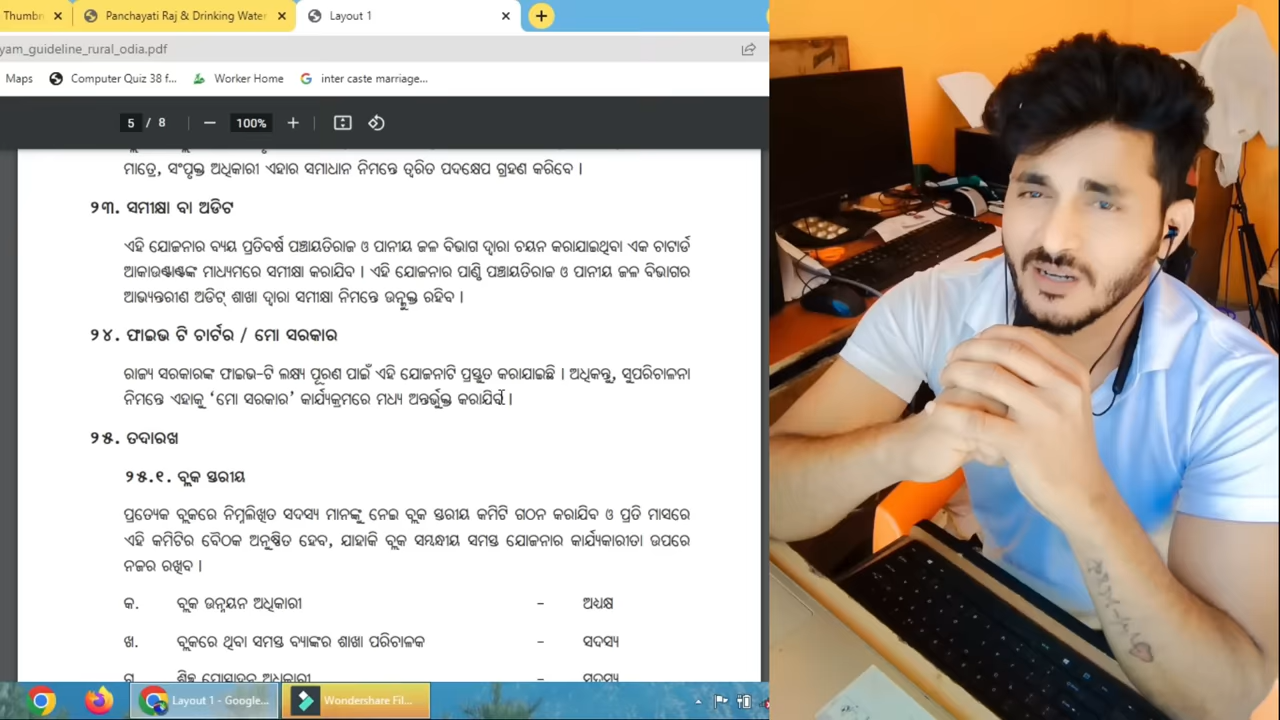 Thumbn
Panchayati Raj & Drinking Water
Layout 1
yam_guideline_rural_odia.pdf
Maps
Computer Quiz 38 f...
Worker Home
inter caste marriage...
5 / 8
100%
ମାତ୍ରେ, ସଂପୃକ୍ତ ଅଧିକାରୀ ଏହାର ସମାଧାନ ନିମନ୍ତେ ତ୍ୱରିତ ପଦକ୍ଷେପ ଗ୍ରହଣ କରିବେ ।
୨୩. ସମୀକ୍ଷା ବା ଅଡିଟ
ଏହି ଯୋଜନାର ବ୍ୟୟ ପ୍ରତିବର୍ଷ ପଞ୍ଚାୟତିରାଜ ଓ ପାନୀୟ ଜଳ ବିଭାଗ ଦ୍ୱାରା ଚୟନ କରାଯାଇଥିବା ଏକ ଚାଟାର୍ଡ
ଆକାଉଣ୍ଟାଣ୍ଟଙ୍କ ମାଧ୍ୟମରେ ସମୀକ୍ଷା କରାଯିବ । ଏହି ଯୋଜନାର ପାଣ୍ଠି ପଞ୍ଚାୟତିରାଜ ଓ ପାନୀୟ ଜଳ ବିଭାଗର
ଆଭ୍ୟନ୍ତରୀଣ ଅଡିଟ୍ ଶାଖା ଦ୍ୱାରା ସମୀକ୍ଷା ନିମନ୍ତେ ଉନ୍ମୁକ୍ତ ରହିବ ।
୨୪. ଫାଇଭ ଟି ଚାର୍ଟର / ମୋ ସରକାର
ରାଜ୍ୟ ସରକାରଙ୍କ ଫାଇଭ-ଟି ଲକ୍ଷ୍ୟ ପୂରଣ ପାଇଁ ଏହି ଯୋଜନାଟି ପ୍ରସ୍ତୁତ କରାଯାଇଛି । ଅଧିକନ୍ତୁ, ସୁପରିଚାଳନା
ନିମନ୍ତେ ଏହାକୁ ‘ମୋ ସରକାର’ କାର୍ଯ୍ୟକ୍ରମରେ ମଧ୍ୟ ଅନ୍ତର୍ଭୁକ୍ତ କରାଯିବ ।
୨୫. ତଦାରଖ
୨୫.୧. ବ୍ଲକ ସ୍ତରୀୟ
ପ୍ରତ୍ୟେକ ବ୍ଲକରେ ନିମ୍ନଲିଖିତ ସଦସ୍ୟ ମାନଙ୍କୁ ନେଇ ବ୍ଲକ ସ୍ତରୀୟ କମିଟି ଗଠନ କରାଯିବ ଓ ପ୍ରତି ମାସରେ
ଏହି କମିଟିର ବୈଠକ ଅନୁଷ୍ଠିତ ହେବ, ଯାହାକି ବ୍ଲକ ସମ୍ବନ୍ଧୀୟ ସମସ୍ତ ଯୋଜନାର କାର୍ଯ୍ୟକାରୀତା ଉପରେ
ନଜର ରଖିବ ।
କ. ବ୍ଲକ ଉନ୍ନୟନ ଅଧିକାରୀ – ଅଧ୍ୟକ୍ଷ
ଖ. ବ୍ଲକରେ ଥିବା ସମସ୍ତ ବ୍ୟାଙ୍କର ଶାଖା ପରିଚାଳକ – ସଦସ୍ୟ
Layout 1 - Google...
Wondershare Fil...